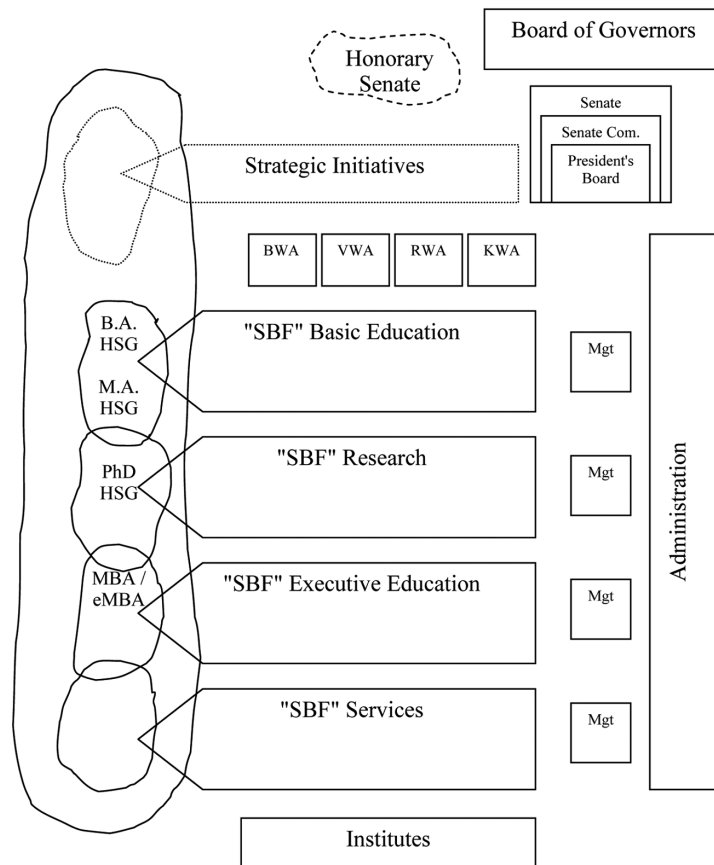 Board of Governors
Honorary
Senate
Senate
Senate Com.
President's
Board
Strategic Initiatives
BWA
VWA
RWA
KWA
B.A.
HSG
M.A.
HSG
"SBF" Basic Education
Mgt
PhD
HSG
"SBF" Research
Mgt
Administration
MBA /
eMBA
"SBF" Executive Education
Mgt
"SBF" Services
Mgt
Institutes